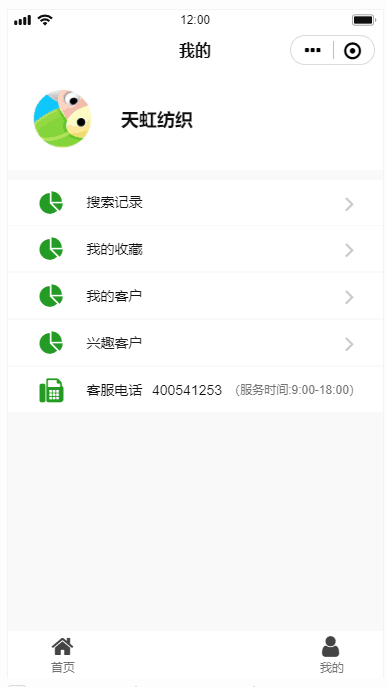 12:00
我的
天虹纺织
搜索记录
我的收藏
我的客户
兴趣客户
客服电话 400541253 （服务时间:9:00-18:00）
首页 我的